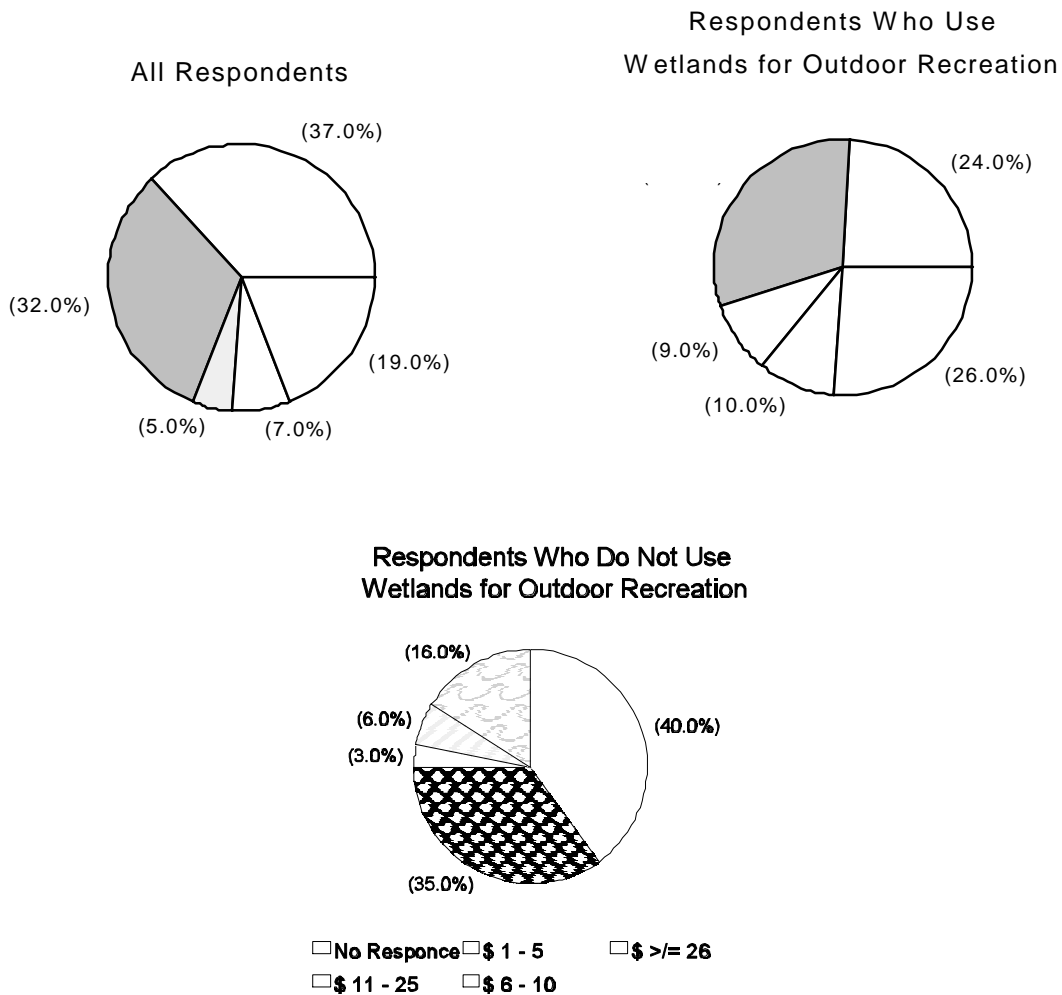 All Respondents
(37.0%)
(32.0%)
(19.0%)
(5.0%)
(7.0%)
Respondents Who Use
Wetlands for Outdoor Recreation
(24.0%)
(9.0%)
(26.0%)
(10.0%)
Respondents Who Do Not Use
Wetlands for Outdoor Recreation
(16.0%)
(6.0%)
(40.0%)
(3.0%)
(35.0%)
No Responce $ 1 - 5 $ >/= 26
$ 11 - 25 $ 6 - 10